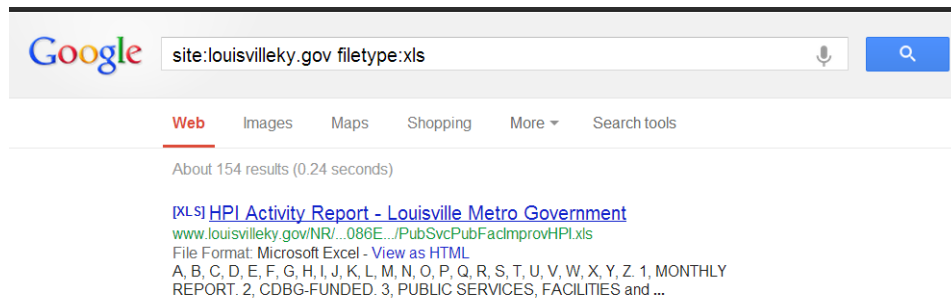 Google site:louisvilleky.gov filetype:xls
Web Images Maps Shopping More Search tools
About 154 results (0.24 seconds)
[XLS] HPI Activity Report - Louisville Metro Government
www.louisvilleky.gov/NR/...086E.../PubSvcPubFacImprovHPI.xls
File Format: Microsoft Excel - View as HTML
A, B, C, D, E, F, G, H, I, J, K, L, M, N, O, P, Q, R, S, T, U, V, W, X, Y, Z. 1, MONTHLY
REPORT. 2, CDBG-FUNDED. 3, PUBLIC SERVICES, FACILITIES and ...